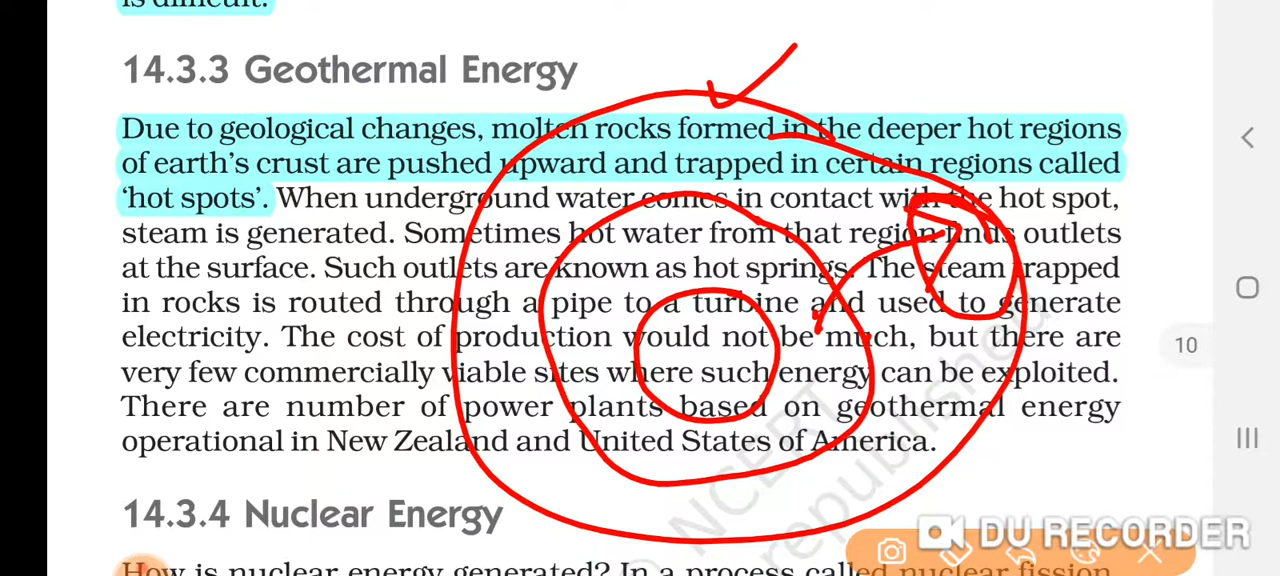 is difficult.
14.3.3 Geothermal Energy
Due to geological changes, molten rocks formed in the deeper hot regions
of earth's crust are pushed upward and trapped in certain regions called
'hot spots'. When underground water comes in contact with the hot spot,
steam is generated. Sometimes hot water from that region finds outlets
at the surface. Such outlets are known as hot springs. The steam trapped
in rocks is routed through a pipe to a turbine and used to generate
electricity. The cost of production would not be much, but there are
very few commercially viable sites where such energy can be exploited.
There are number of power plants based on geothermal energy
operational in New Zealand and United States of America.
10
14.3.4 Nuclear Energy
How is nuclear energy generated? In a process called nuclear fission,
NCERT
republished
DU RECORDER